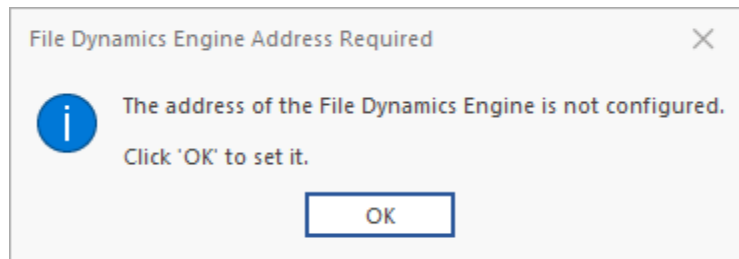 File Dynamics Engine Address Required
The address of the File Dynamics Engine is not configured.
Click 'OK' to set it.
OK